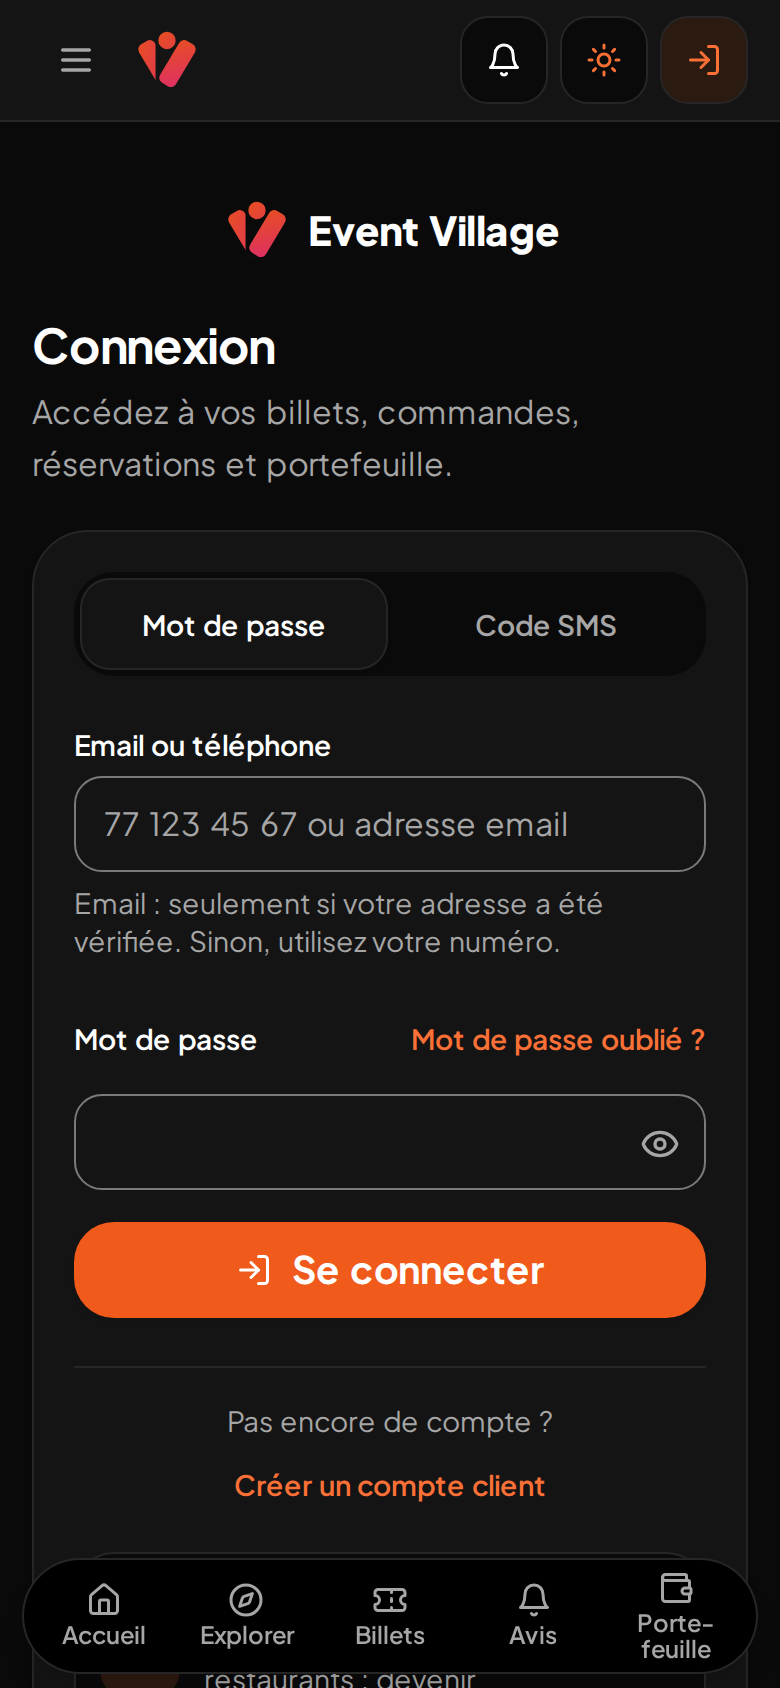 Event Village
Connexion
Accédez à vos billets, commandes,
réservations et portefeuille.
Mot de passe
Code SMS
Email ou téléphone
77 123 45 67 ou adresse email
Email : seulement si votre adresse a été
vérifiée. Sinon, utilisez votre numéro.
Mot de passe
Mot de passe oublié ?
Se connecter
Pas encore de compte ?
Créer un compte client
Accueil
Explorer
Billets
Avis
Porte-
feuille
restaurants : devenir